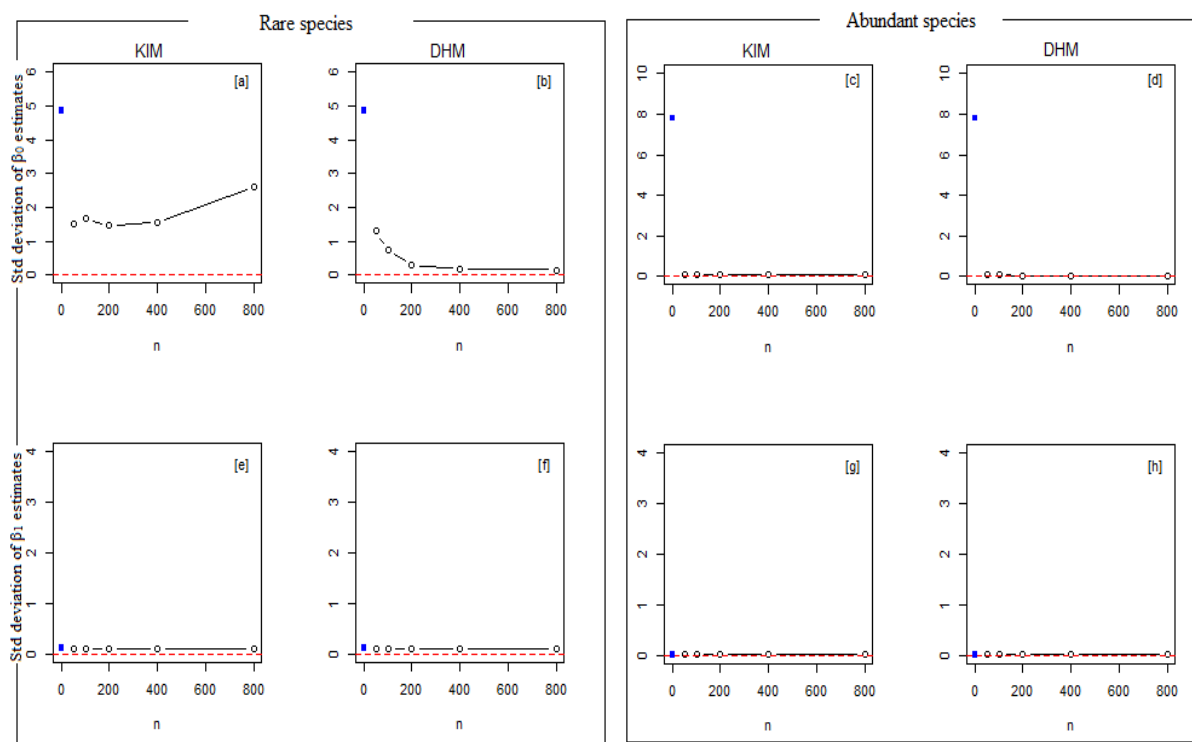 Rare species
Abundant species
KIM
DHM
KIM
DHM
Std deviation of β0 estimates
0 1 2 3 4 5 6
[a]
0 200 400 600 800
n
0 1 2 3 4 5 6
[b]
0 200 400 600 800
n
0 2 4 6 8 10
[c]
0 200 400 600 800
n
0 2 4 6 8 10
[d]
0 200 400 600 800
n
Std deviation of β1 estimates
0 1 2 3 4
[e]
0 200 400 600 800
n
0 1 2 3 4
[f]
0 200 400 600 800
n
0 1 2 3 4
[g]
0 200 400 600 800
n
0 1 2 3 4
[h]
0 200 400 600 800
n